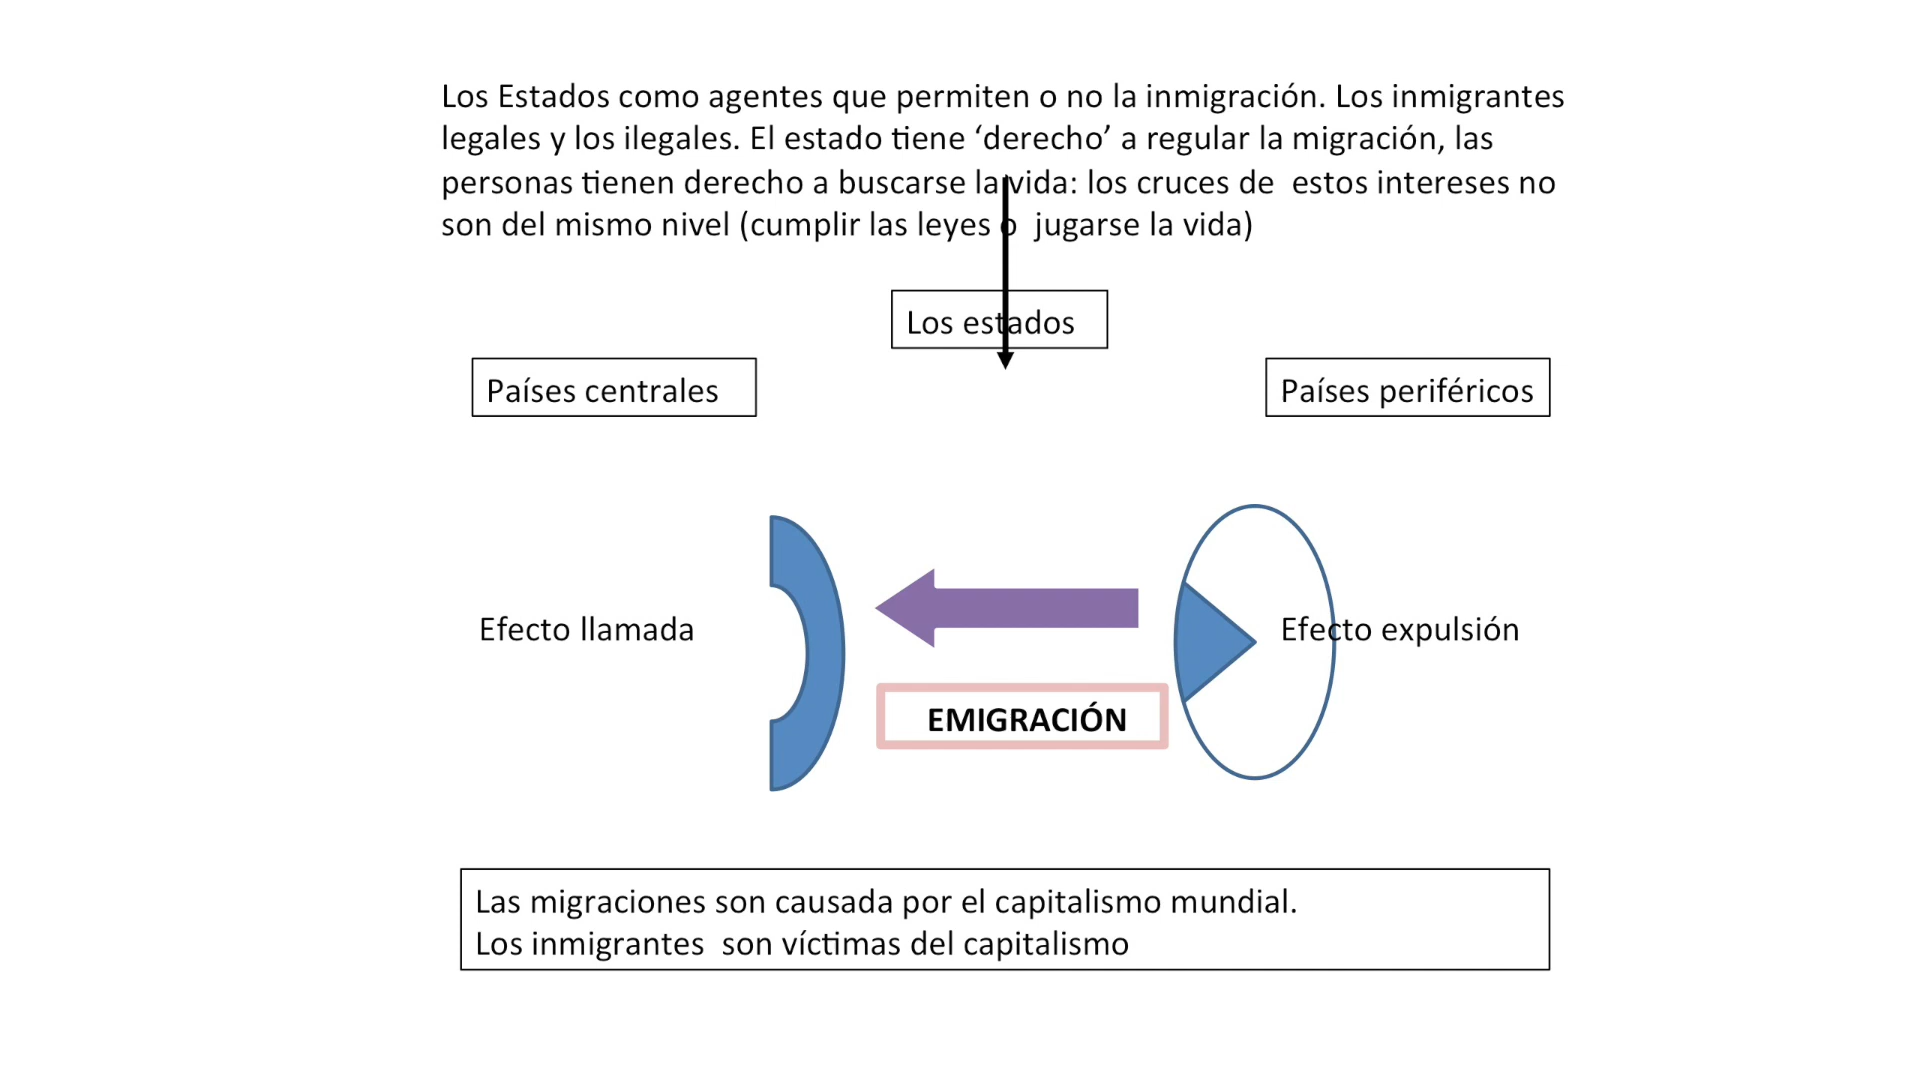 Los Estados como agentes que permiten o no la inmigración. Los inmigrantes
legales y los ilegales. El estado tiene ‘derecho’ a regular la migración, las
personas tienen derecho a buscarse la vida: los cruces de  estos intereses no
son del mismo nivel (cumplir las leyes o  jugarse la vida)
Los estados
Países centrales
Países periféricos
Efecto llamada
Efecto expulsión
EMIGRACIÓN
Las migraciones son causada por el capitalismo mundial.
Los inmigrantes  son víctimas del capitalismo